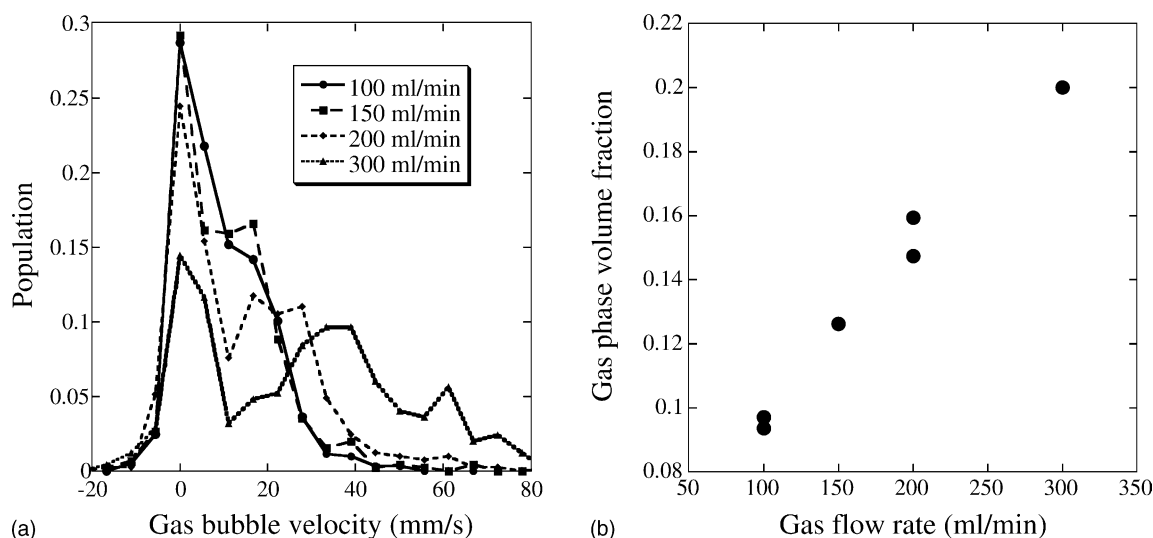 0.3
0.25
0.2
0.15
0.1
0.05
0
Population
100 ml/min
150 ml/min
200 ml/min
300 ml/min
-20 0 20 40 60 80
(a) Gas bubble velocity (mm/s)
0.22
0.2
0.18
0.16
0.14
0.12
0.1
0.08
Gas phase volume fraction
50 100 150 200 250 300 350
(b) Gas flow rate (ml/min)